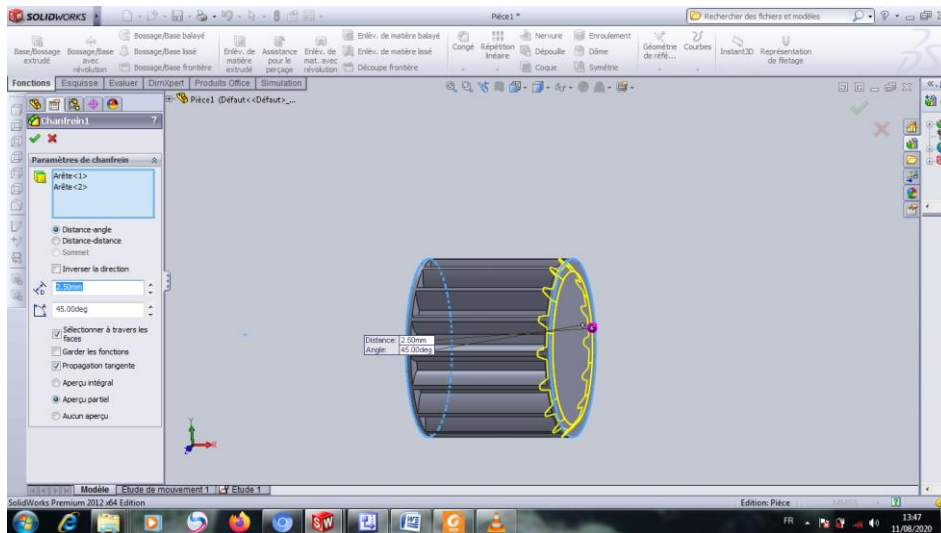 SOLIDWORKS
Pièce1 *
Rechercher des fichiers et modèles
Base/Bossage extrudé
Bossage/Base avec révolution
Bossage/Base balayé
Bossage/Base lissé
Bossage/Base frontière
Enlèv. de matière extrudé
Assistance pour le perçage
Enlèv. de mat. avec révolution
Enlèv. de matière balayé
Enlèv. de matière lissé
Découpe frontière
Congé
Répétition linéaire
Nervure
Dépouille
Coque
Enroulement
Dôme
Symétrie
Géométrie de réfé...
Courbes
Instant3D
Représentation de filetage
Fonctions Esquisse Evaluer DimXpert Produits Office Simulation
Pièce1 (Défaut<<Défaut>_...
Chanfrein1 ?
Paramètres de chanfrein
Arête<1>
Arête<2>
Distance-angle
Distance-distance
Sommet
Inverser la direction
2.50mm
45.00deg
Sélectionner à travers les faces
Garder les fonctions
Propagation tangente
Aperçu intégral
Aperçu partiel
Aucun aperçu
Distance: 2.50mm
Angle: 45.00deg
Modèle Etude de mouvement 1 Etude 1
SolidWorks Premium 2012 x64 Edition
Edition: Pièce
MMGS
FR
13:47
11/08/2020